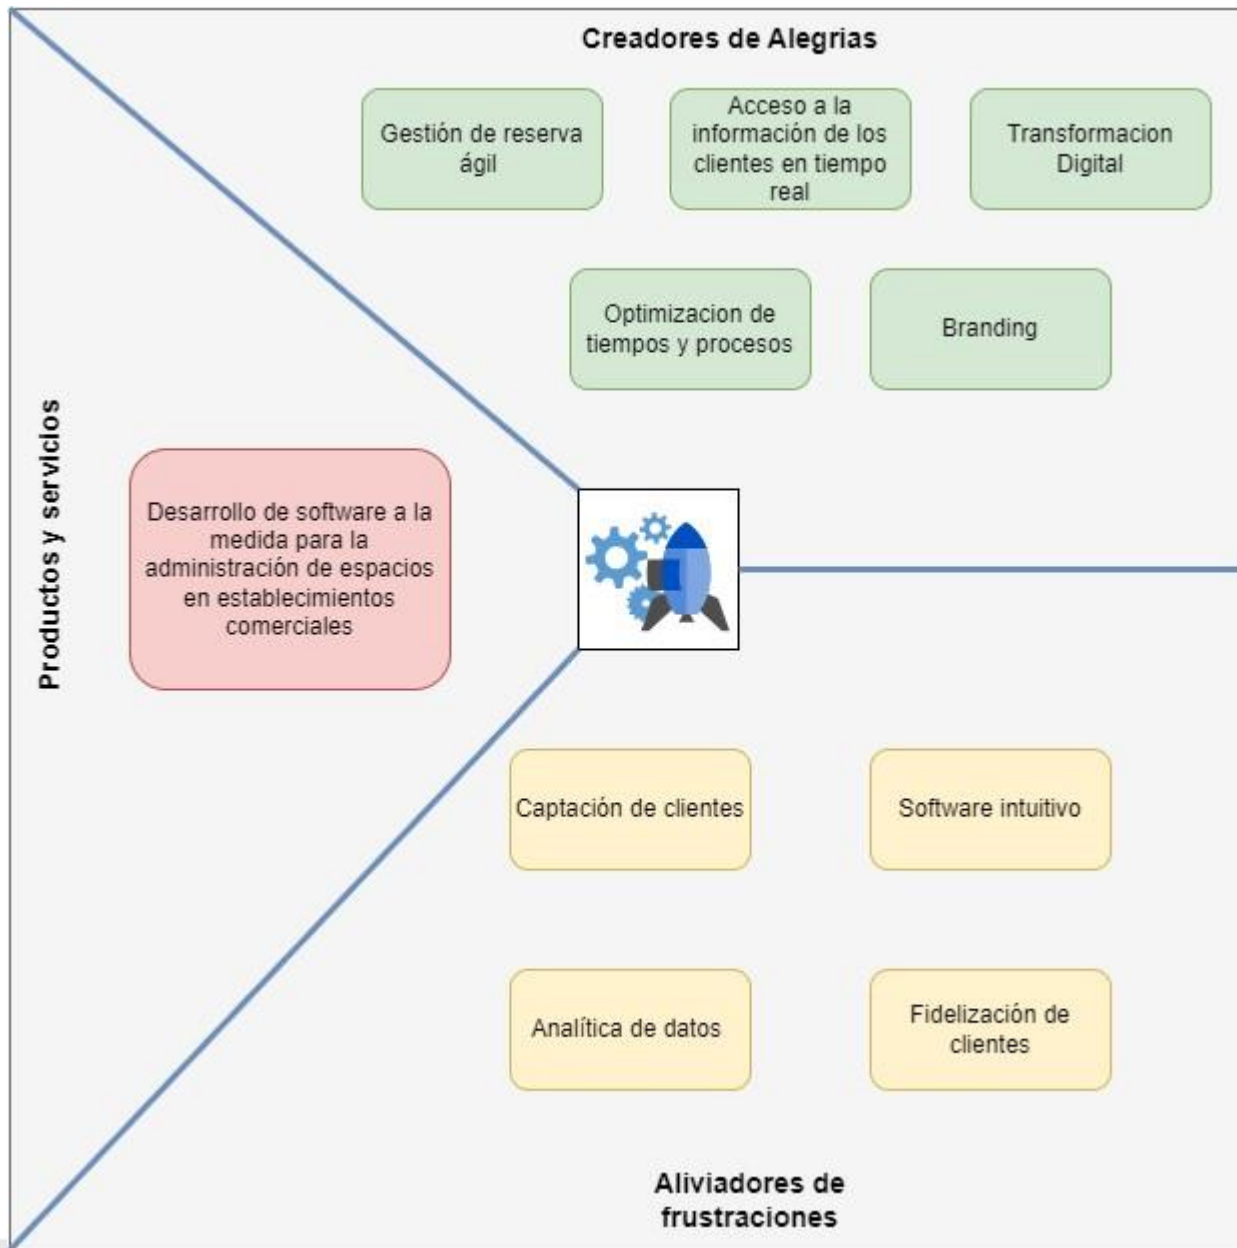 Creadores de Alegrias
Gestión de reserva
ágil
Acceso a la
información de los
clientes en tiempo
real
Transformacion
Digital
Optimizacion de
tiempos y procesos
Branding
Productos y servicios
Desarrollo de software a la
medida para la
administración de espacios
en establecimientos
comerciales
Captación de clientes
Software intuitivo
Analítica de datos
Fidelización de
clientes
Aliviadores de
frustraciones